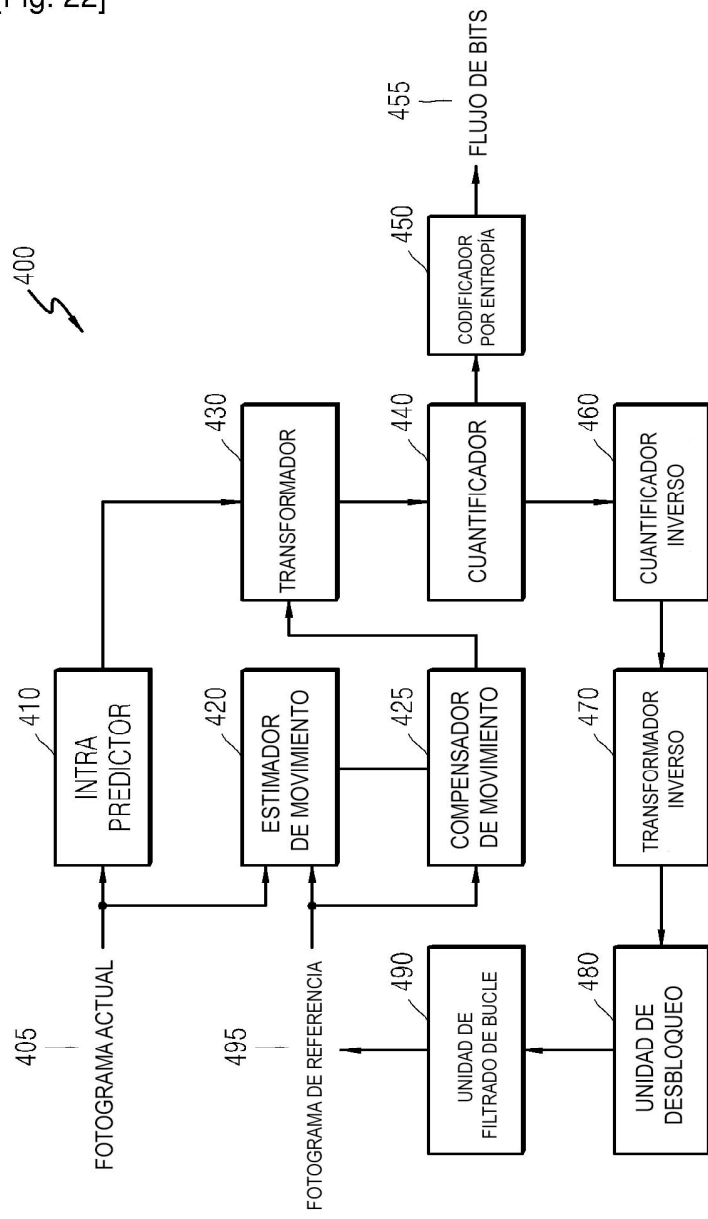 [Fig. 22]
400
405
FOTOGRAMA ACTUAL
410
INTRA
PREDICTOR
430
TRANSFORMADOR
420
ESTIMADOR
DE MOVIMIENTO
495
FOTOGRAMA DE REFERENCIA
425
COMPENSADOR
DE MOVIMIENTO
440
CUANTIFICADOR
450
CODIFICADOR
POR ENTROPÍA
455
FLUJO DE BITS
490
UNIDAD DE
FILTRADO DE BUCLE
480
UNIDAD DE
DESBLOQUEO
470
TRANSFORMADOR
INVERSO
460
CUANTIFICADOR
INVERSO